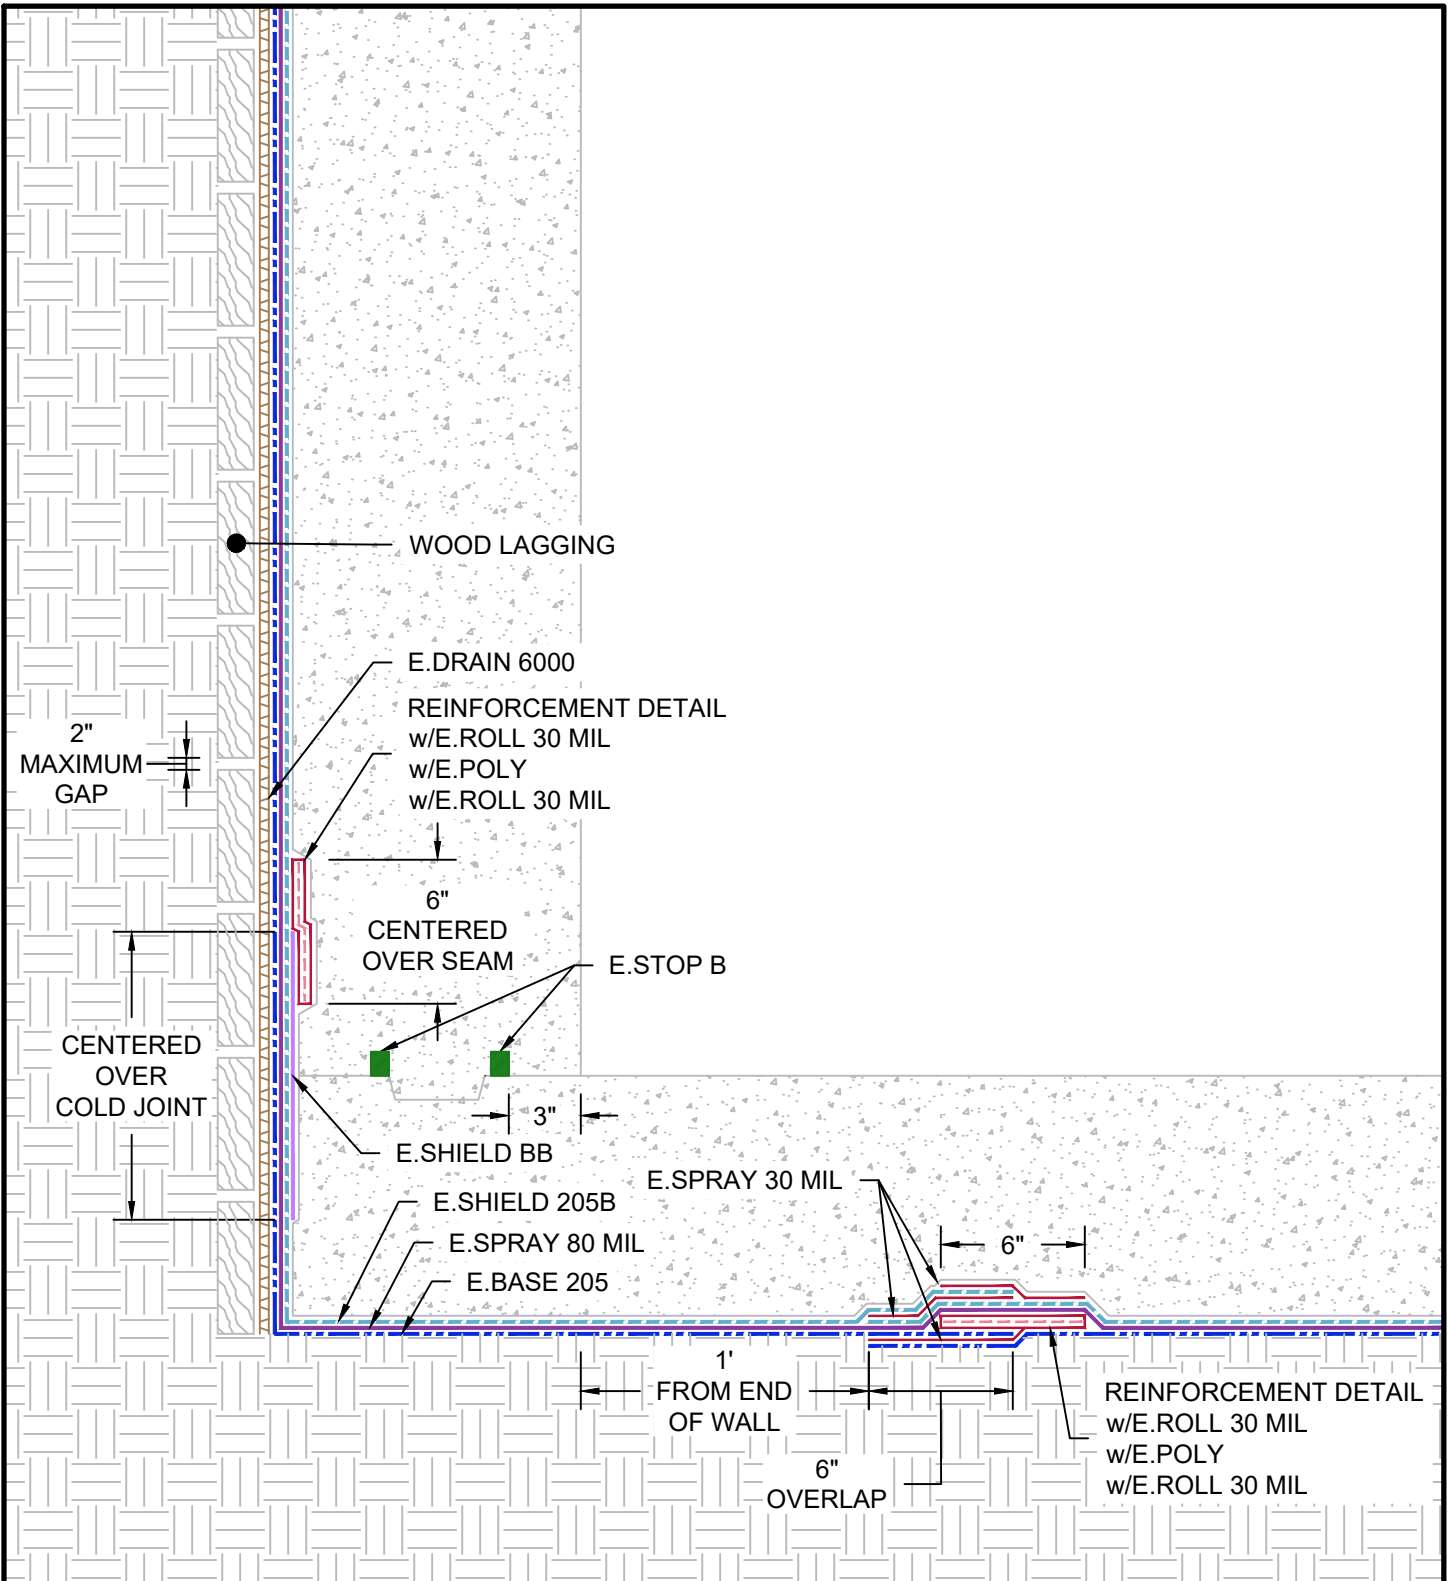 WOOD LAGGING
E.DRAIN 6000
REINFORCEMENT DETAIL
w/E.ROLL 30 MIL
w/E.POLY
w/E.ROLL 30 MIL
2"
MAXIMUM
GAP
6"
CENTERED
OVER SEAM
E.STOP B
CENTERED
OVER
COLD JOINT
3"
E.SHIELD BB
E.SPRAY 30 MIL
E.SHIELD 205B
E.SPRAY 80 MIL
6"
E.BASE 205
1'
FROM END
OF WALL
REINFORCEMENT DETAIL
w/E.ROLL 30 MIL
w/E.POLY
w/E.ROLL 30 MIL
6"
OVERLAP